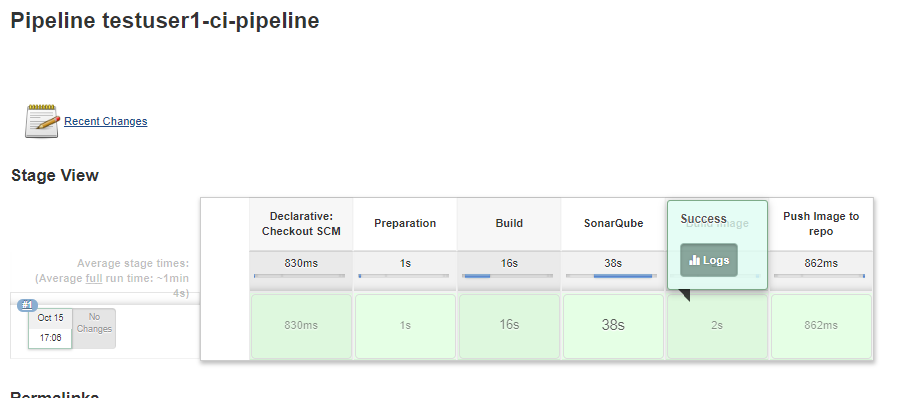 Pipeline testuser1-ci-pipeline
Recent Changes
Stage View
Declarative:
Checkout SCM
Preparation
Build
SonarQube
Success
Build Image
Logs
Push Image to
repo
Average stage times:
(Average full run time: ~1min
4s)
830ms
1s
16s
38s
862ms
#1
Oct 15
17:06
No
Changes
830ms
1s
16s
38s
2s
862ms
Permalinks